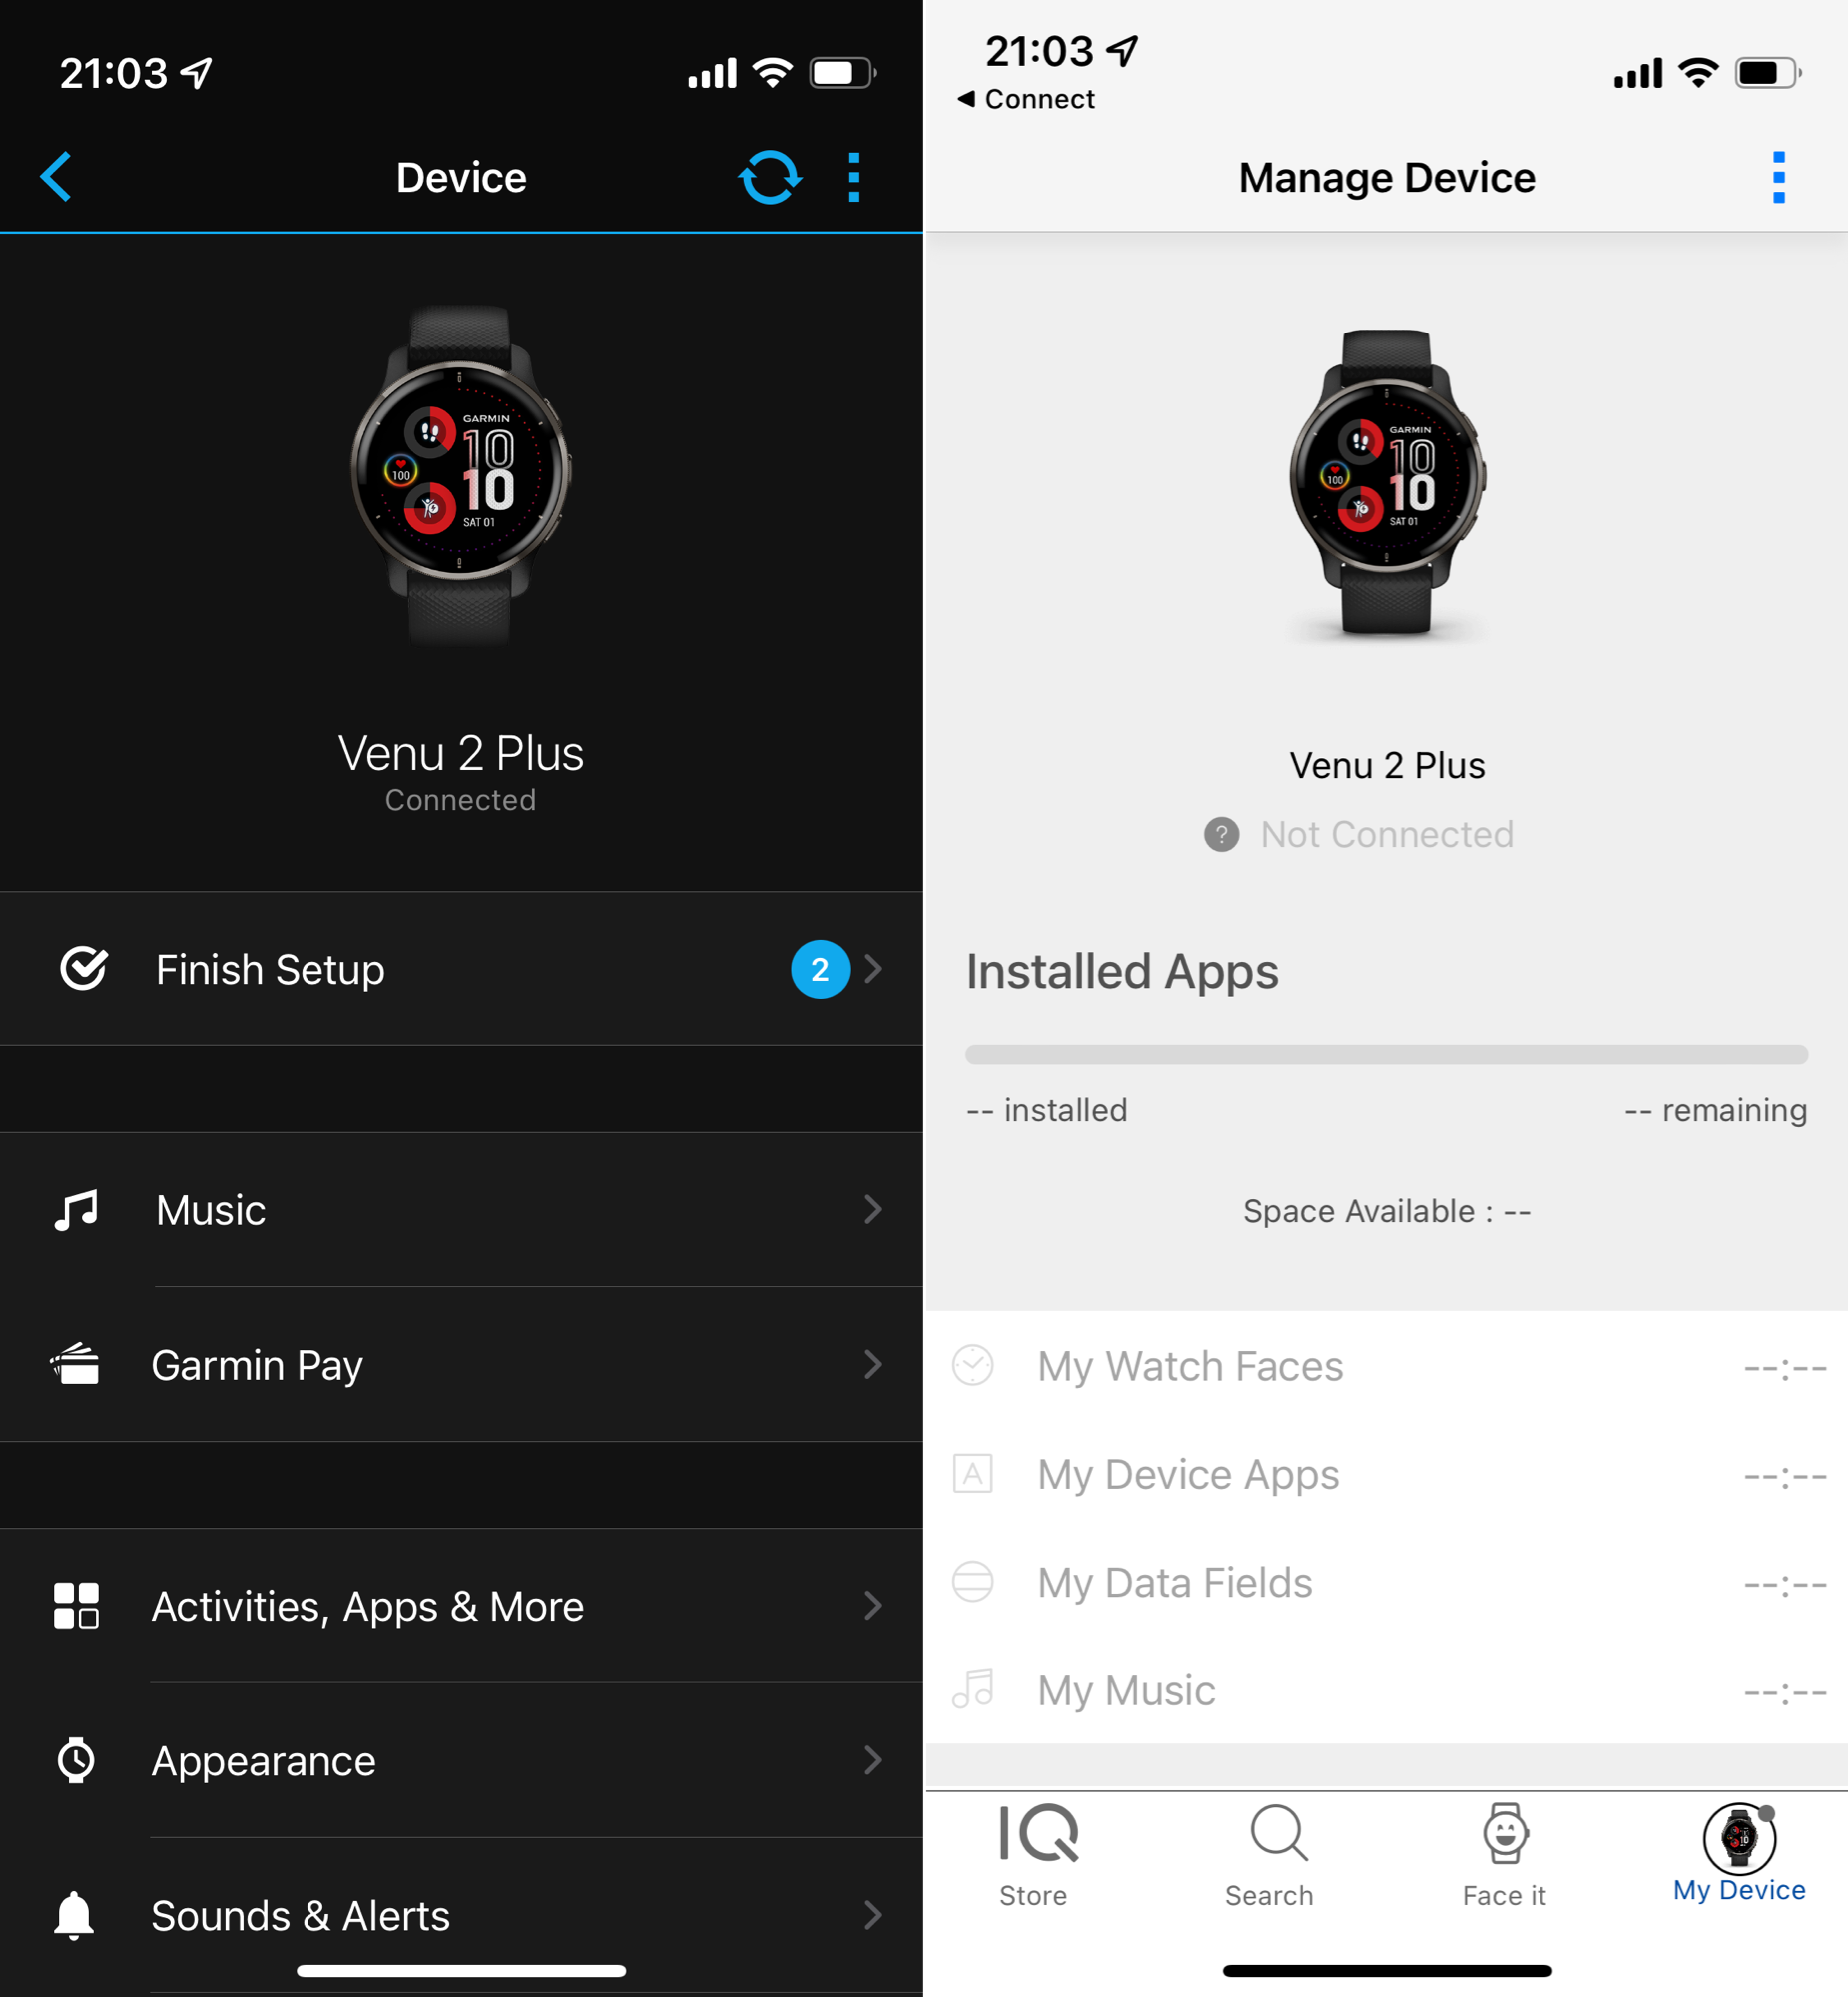 21:03
Device
GARMIN
10
10
100
SAT 01
Venu 2 Plus
Connected
Finish Setup
2
Music
Garmin Pay
Activities, Apps & More
Appearance
Sounds & Alerts
21:03
◀ Connect
Manage Device
GARMIN
10
10
100
SAT 01
Venu 2 Plus
? Not Connected
Installed Apps
-- installed
-- remaining
Space Available : --
My Watch Faces --:--
A My Device Apps --:--
My Data Fields --:--
My Music --:--
IQ
10
Store
Search
Face it
My Device